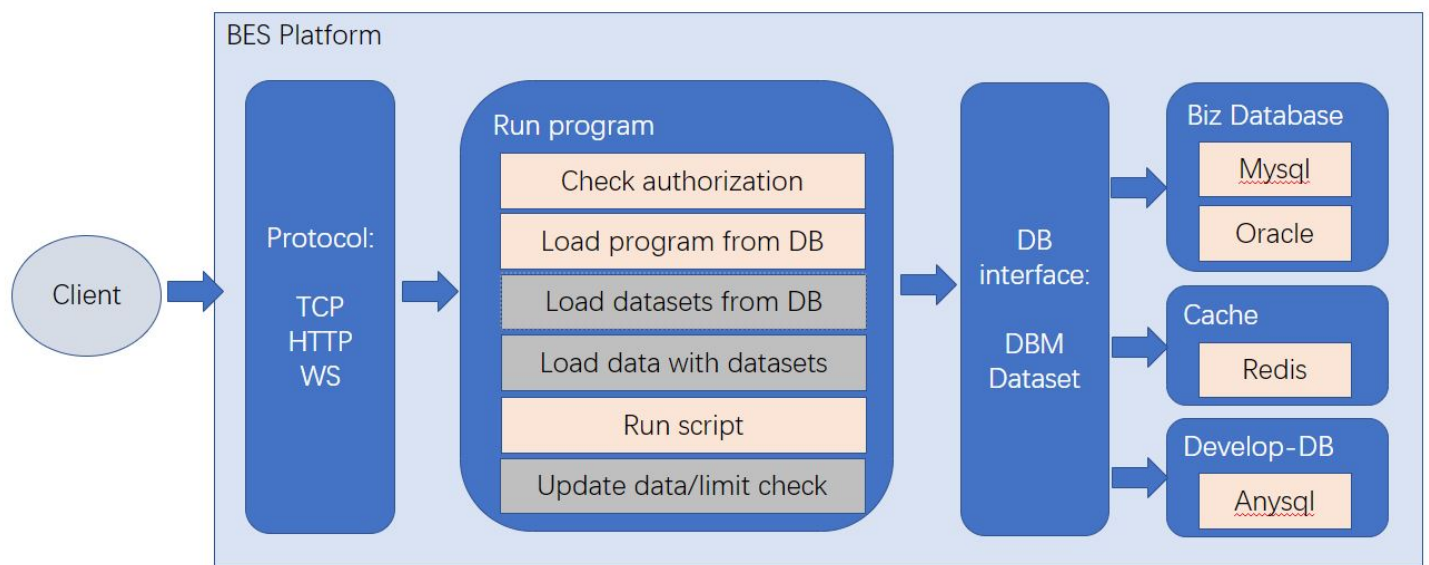 BES Platform
Client
Protocol:
TCP
HTTP
WS
Run program
Check authorization
Load program from DB
Load datasets from DB
Load data with datasets
Run script
Update data/limit check
DB
interface:
DBM
Dataset
Biz Database
Mysql
Oracle
Cache
Redis
Develop-DB
Anysql